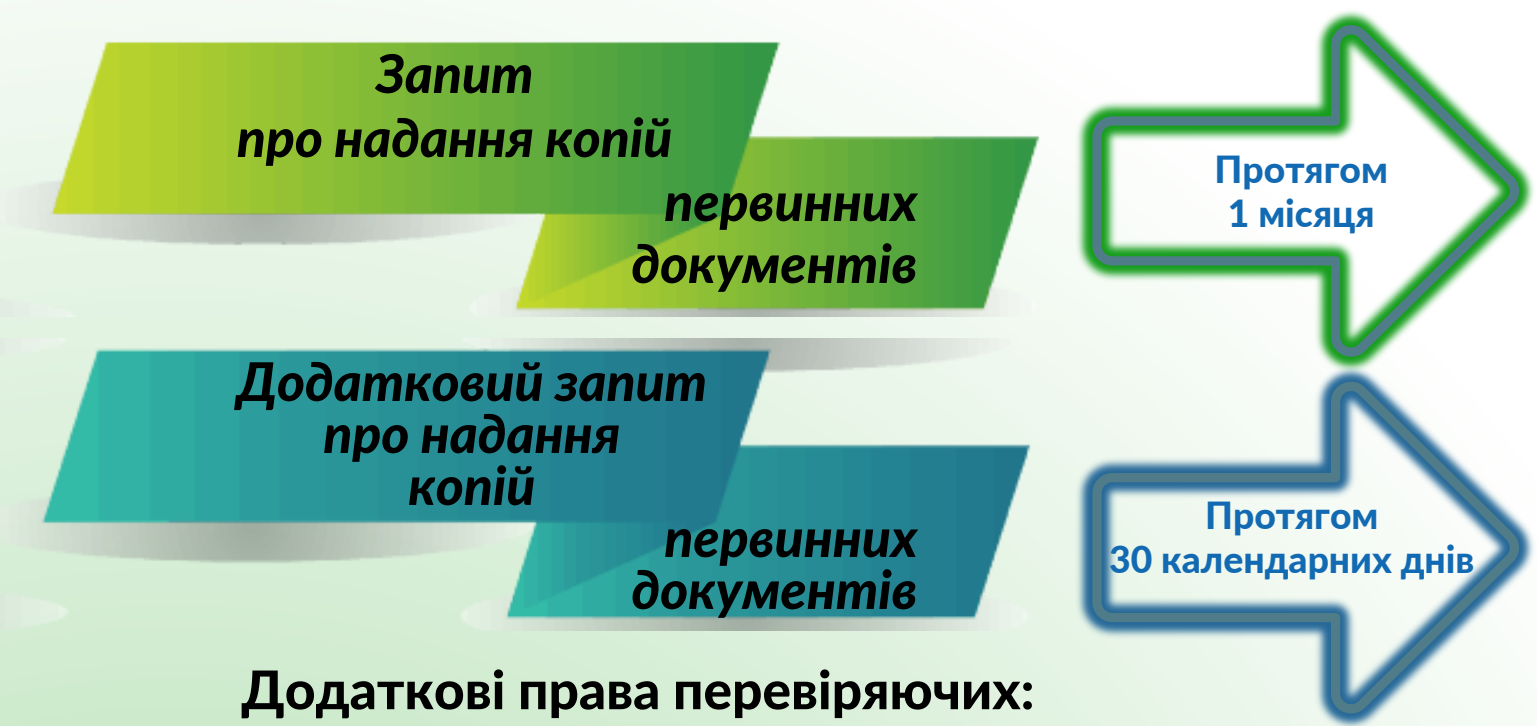 Запит
про надання копій
первинних
документів
Протягом
1 місяця
Додатковий запит
про надання
копій
первинних
документів
Протягом
30 календарних днів
Додаткові права перевіряючих: